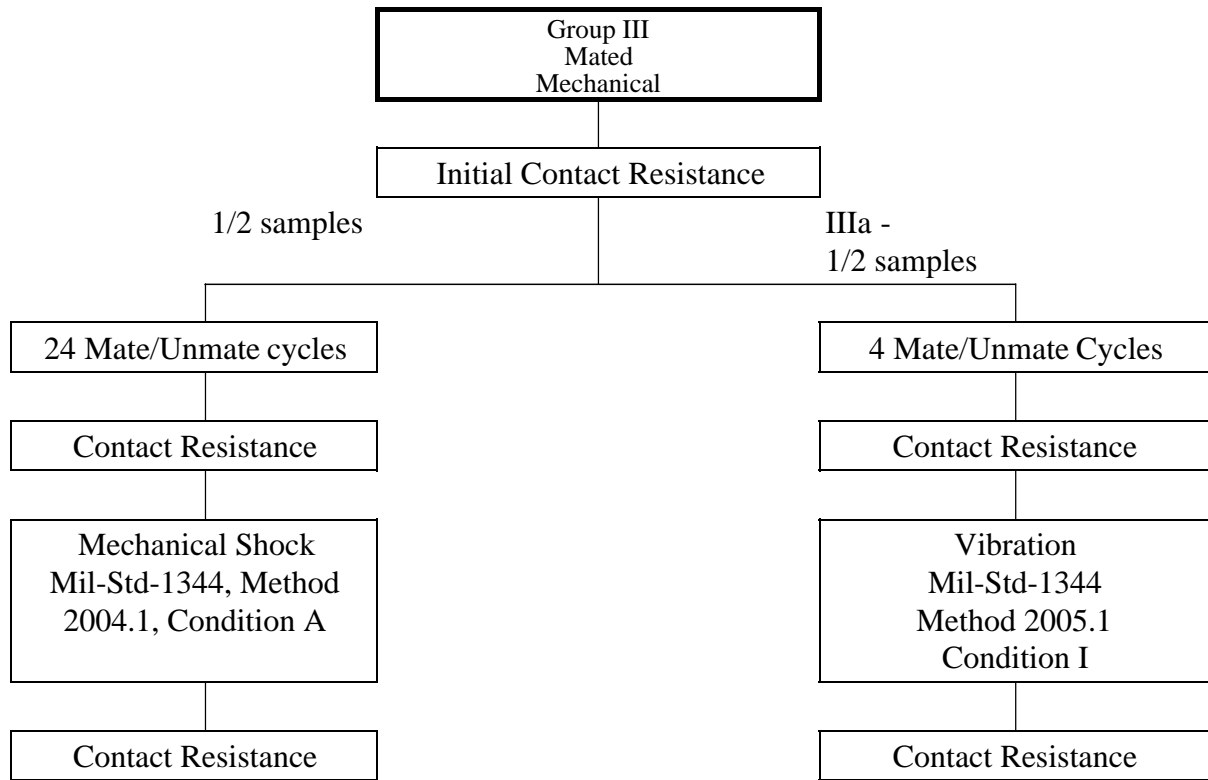 Group III
Mated
Mechanical
Initial Contact Resistance
1/2 samples
IIIa -
1/2 samples
24 Mate/Unmate cycles
4 Mate/Unmate Cycles
Contact Resistance
Contact Resistance
Mechanical Shock
Mil-Std-1344, Method
2004.1, Condition A
Vibration
Mil-Std-1344
Method 2005.1
Condition I
Contact Resistance
Contact Resistance